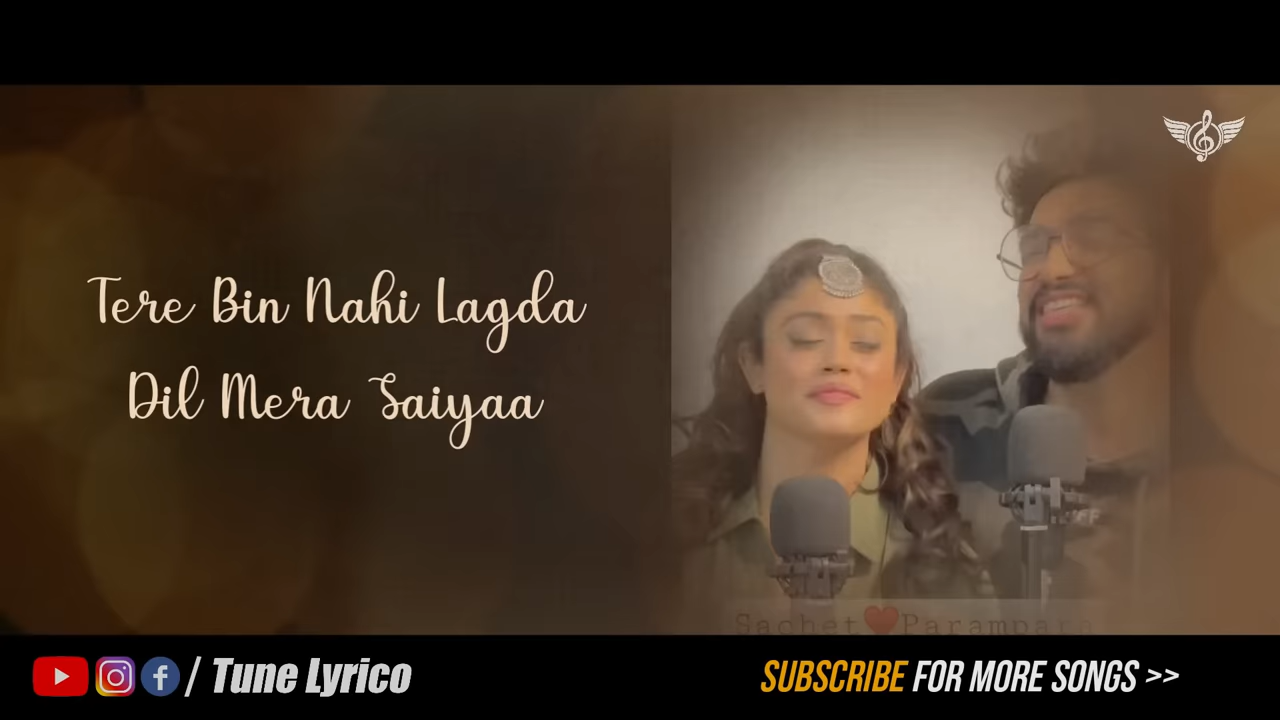 Tere Bin Nahi Lagda
Dil Mera Saiyaa
Sachet❤Parampara
/ Tune Lyrico
SUBSCRIBE FOR MORE SONGS >>